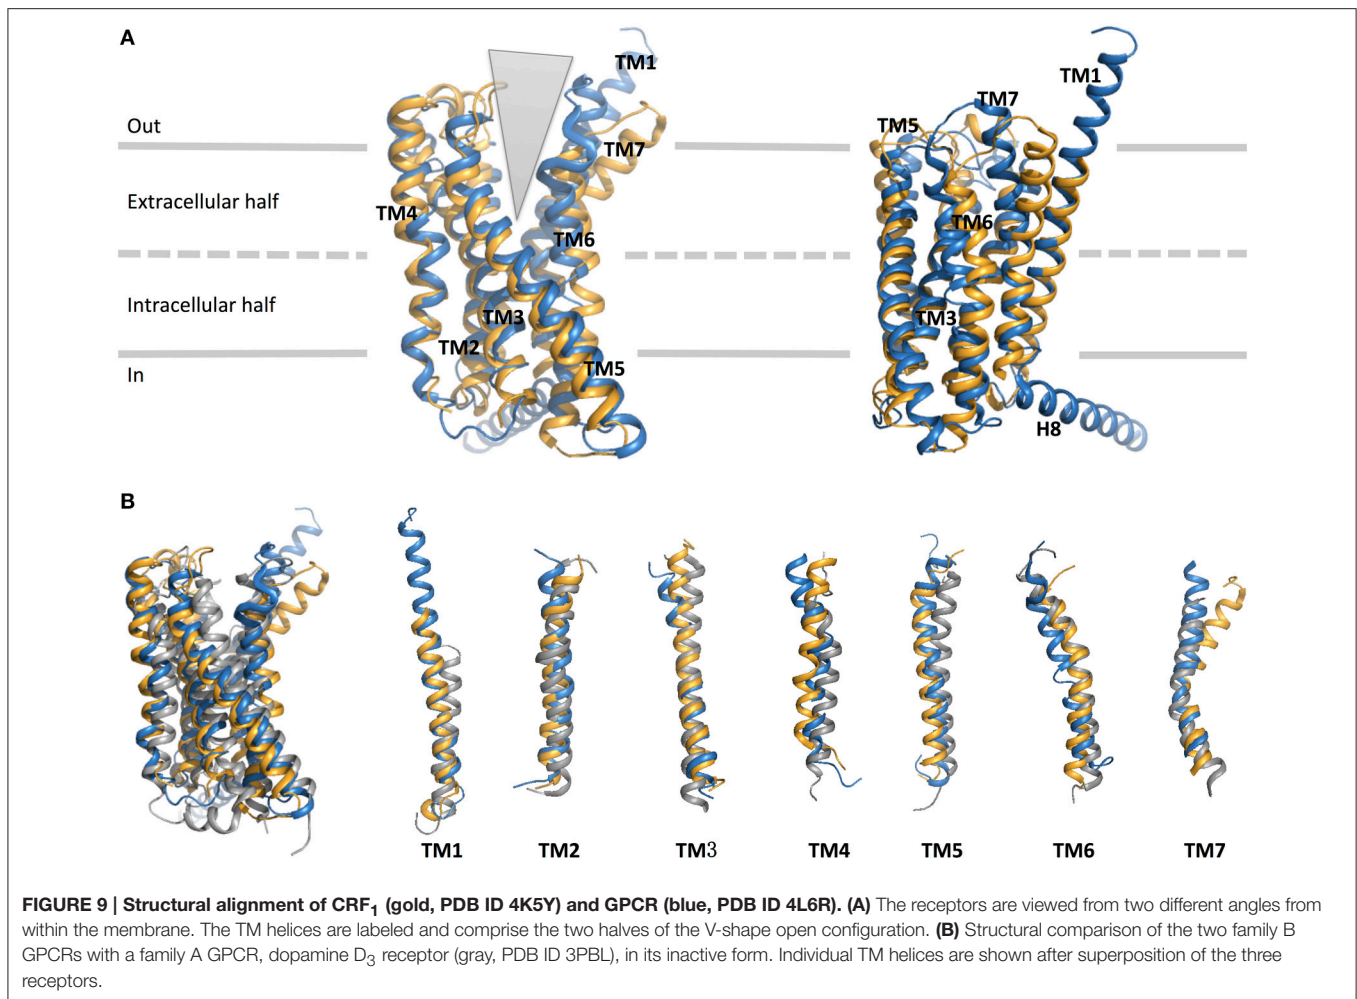 A
TM1
TM1
TM7
Out
TM5
TM7
Extracellular half
TM4
TM6
TM6
Intracellular half
TM3
TM3
TM2
In
TM5
H8
B
TM1 TM2 TM3 TM4 TM5 TM6 TM7
FIGURE 9 | Structural alignment of CRF1 (gold, PDB ID 4K5Y) and GPCR (blue, PDB ID 4L6R). (A) The receptors are viewed from two different angles from
within the membrane. The TM helices are labeled and comprise the two halves of the V-shape open configuration. (B) Structural comparison of the two family B
GPCRs with a family A GPCR, dopamine D3 receptor (gray, PDB ID 3PBL), in its inactive form. Individual TM helices are shown after superposition of the three
receptors.